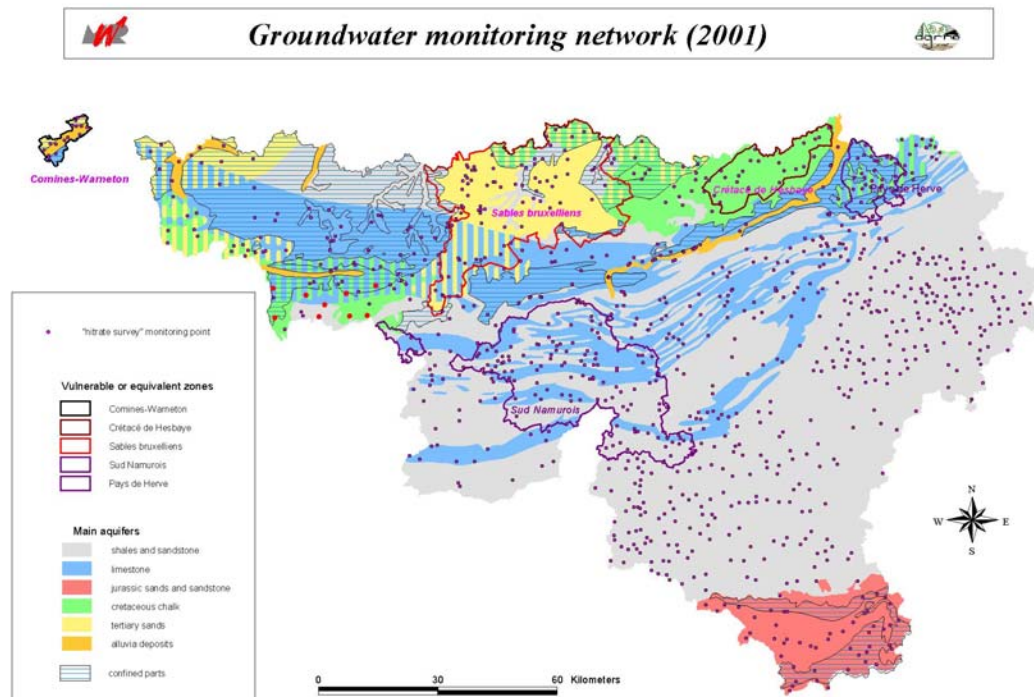 Groundwater monitoring network (2001)
dgrne
Comines-Warneton
Crétacé de Hesbaye
Pays de Herve
Sables bruxelliens
Sud Namurois
"nitrate survey" monitoring point
Vulnerable or equivalent zones
Comines-Warneton
Crétacé de Hesbaye
Sables bruxelliens
Sud Namurois
Pays de Herve
Main aquifers
shales and sandstone
limestone
jurassic sands and sandstone
cretaceous chalk
tertiary sands
alluvia deposits
confined parts
N
W E
S
0 30 60 Kilometers